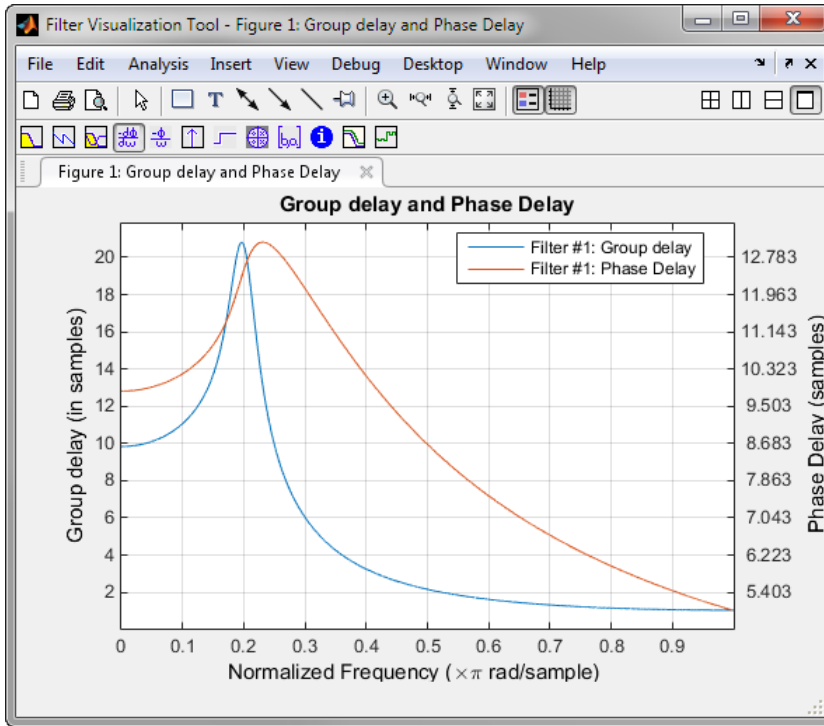 Filter Visualization Tool - Figure 1: Group delay and Phase Delay
File Edit Analysis Insert View Debug Desktop Window Help
Figure 1: Group delay and Phase Delay
Group delay and Phase Delay
Filter #1: Group delay
Filter #1: Phase Delay
Group delay (in samples)
20
18
16
14
12
10
8
6
4
2
12.783
11.963
11.143
10.323
9.503
8.683
7.863
7.043
6.223
5.403
Phase Delay (samples)
0 0.1 0.2 0.3 0.4 0.5 0.6 0.7 0.8 0.9
Normalized Frequency (×π rad/sample)